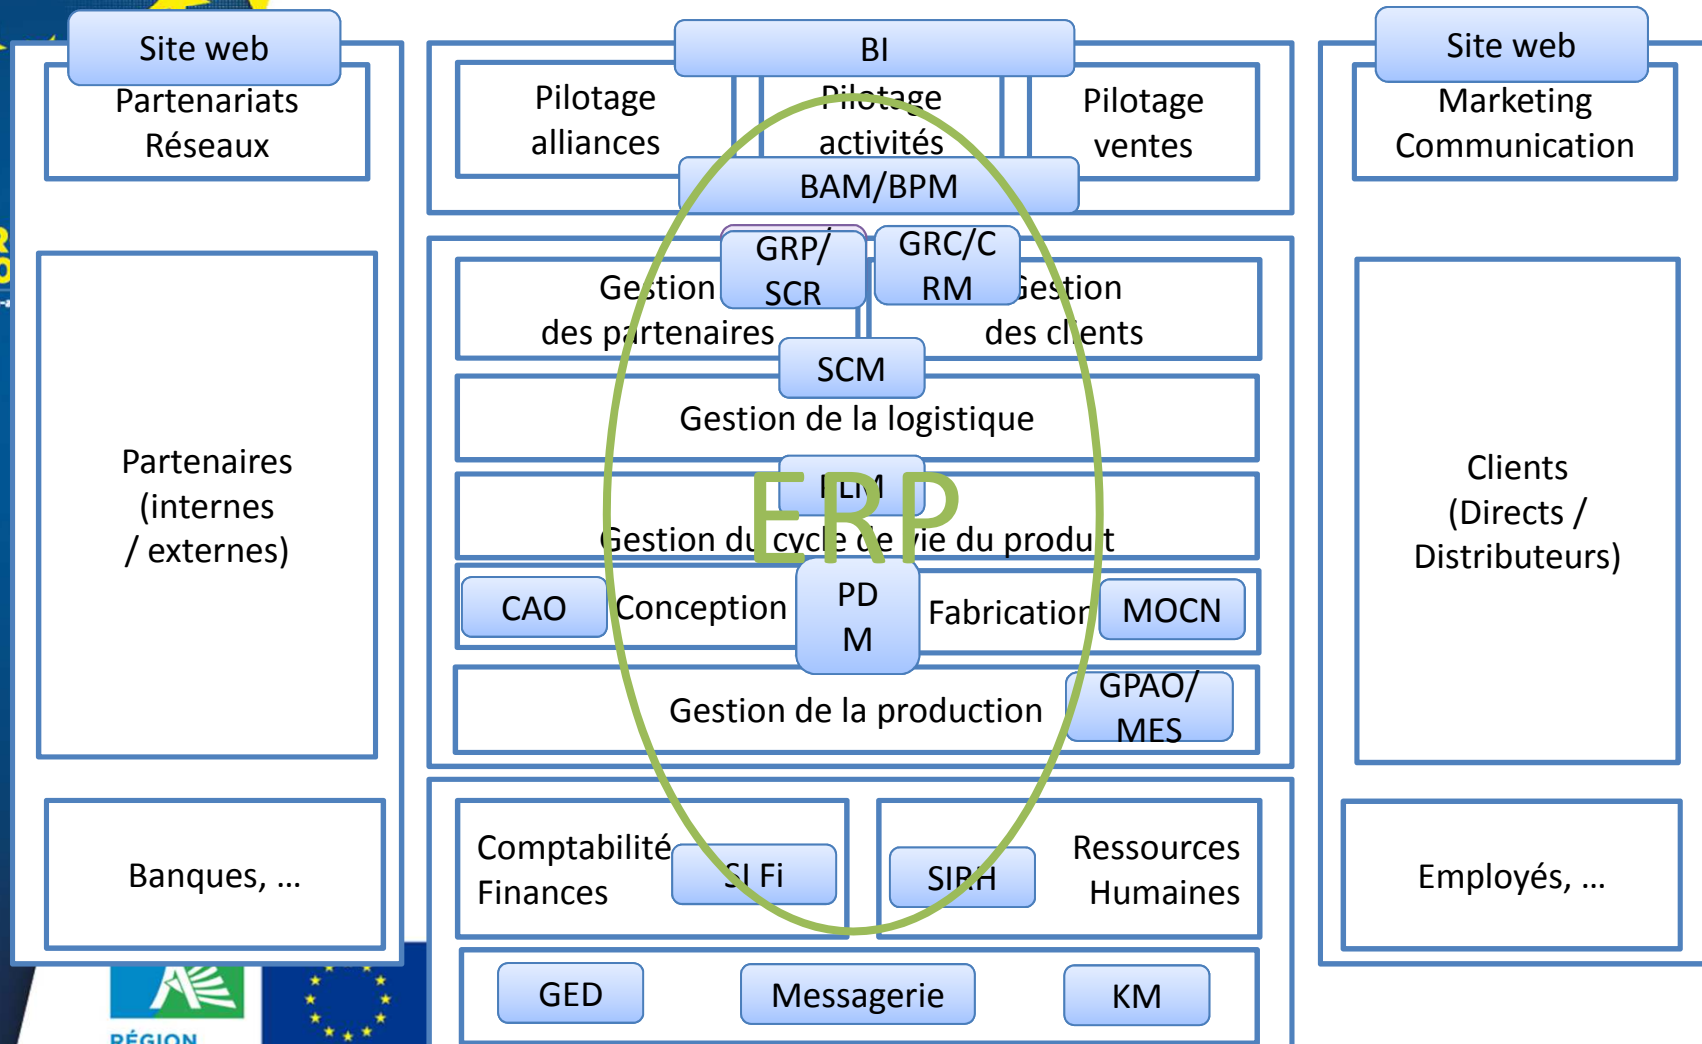 Site web
Partenariats
Réseaux
Partenaires
(internes
/ externes)
Banques, ...
BI
Pilotage
alliances
Pilotage
activités
Pilotage
ventes
BAM/BPM
GRP/
SCR
GRC/C
RM
Gestion
des partenaires
Gestion
des clients
SCM
Gestion de la logistique
PLM
ERP
Gestion du cycle de vie du produit
CAO
Conception
PD
M
Fabrication
MOCN
Gestion de la production
GPAO/
MES
Comptabilité
Finances
SI Fi
SIRH
Ressources
Humaines
GED
Messagerie
KM
Site web
Marketing
Communication
Clients
(Directs /
Distributeurs)
Employés, ...
RÉGION